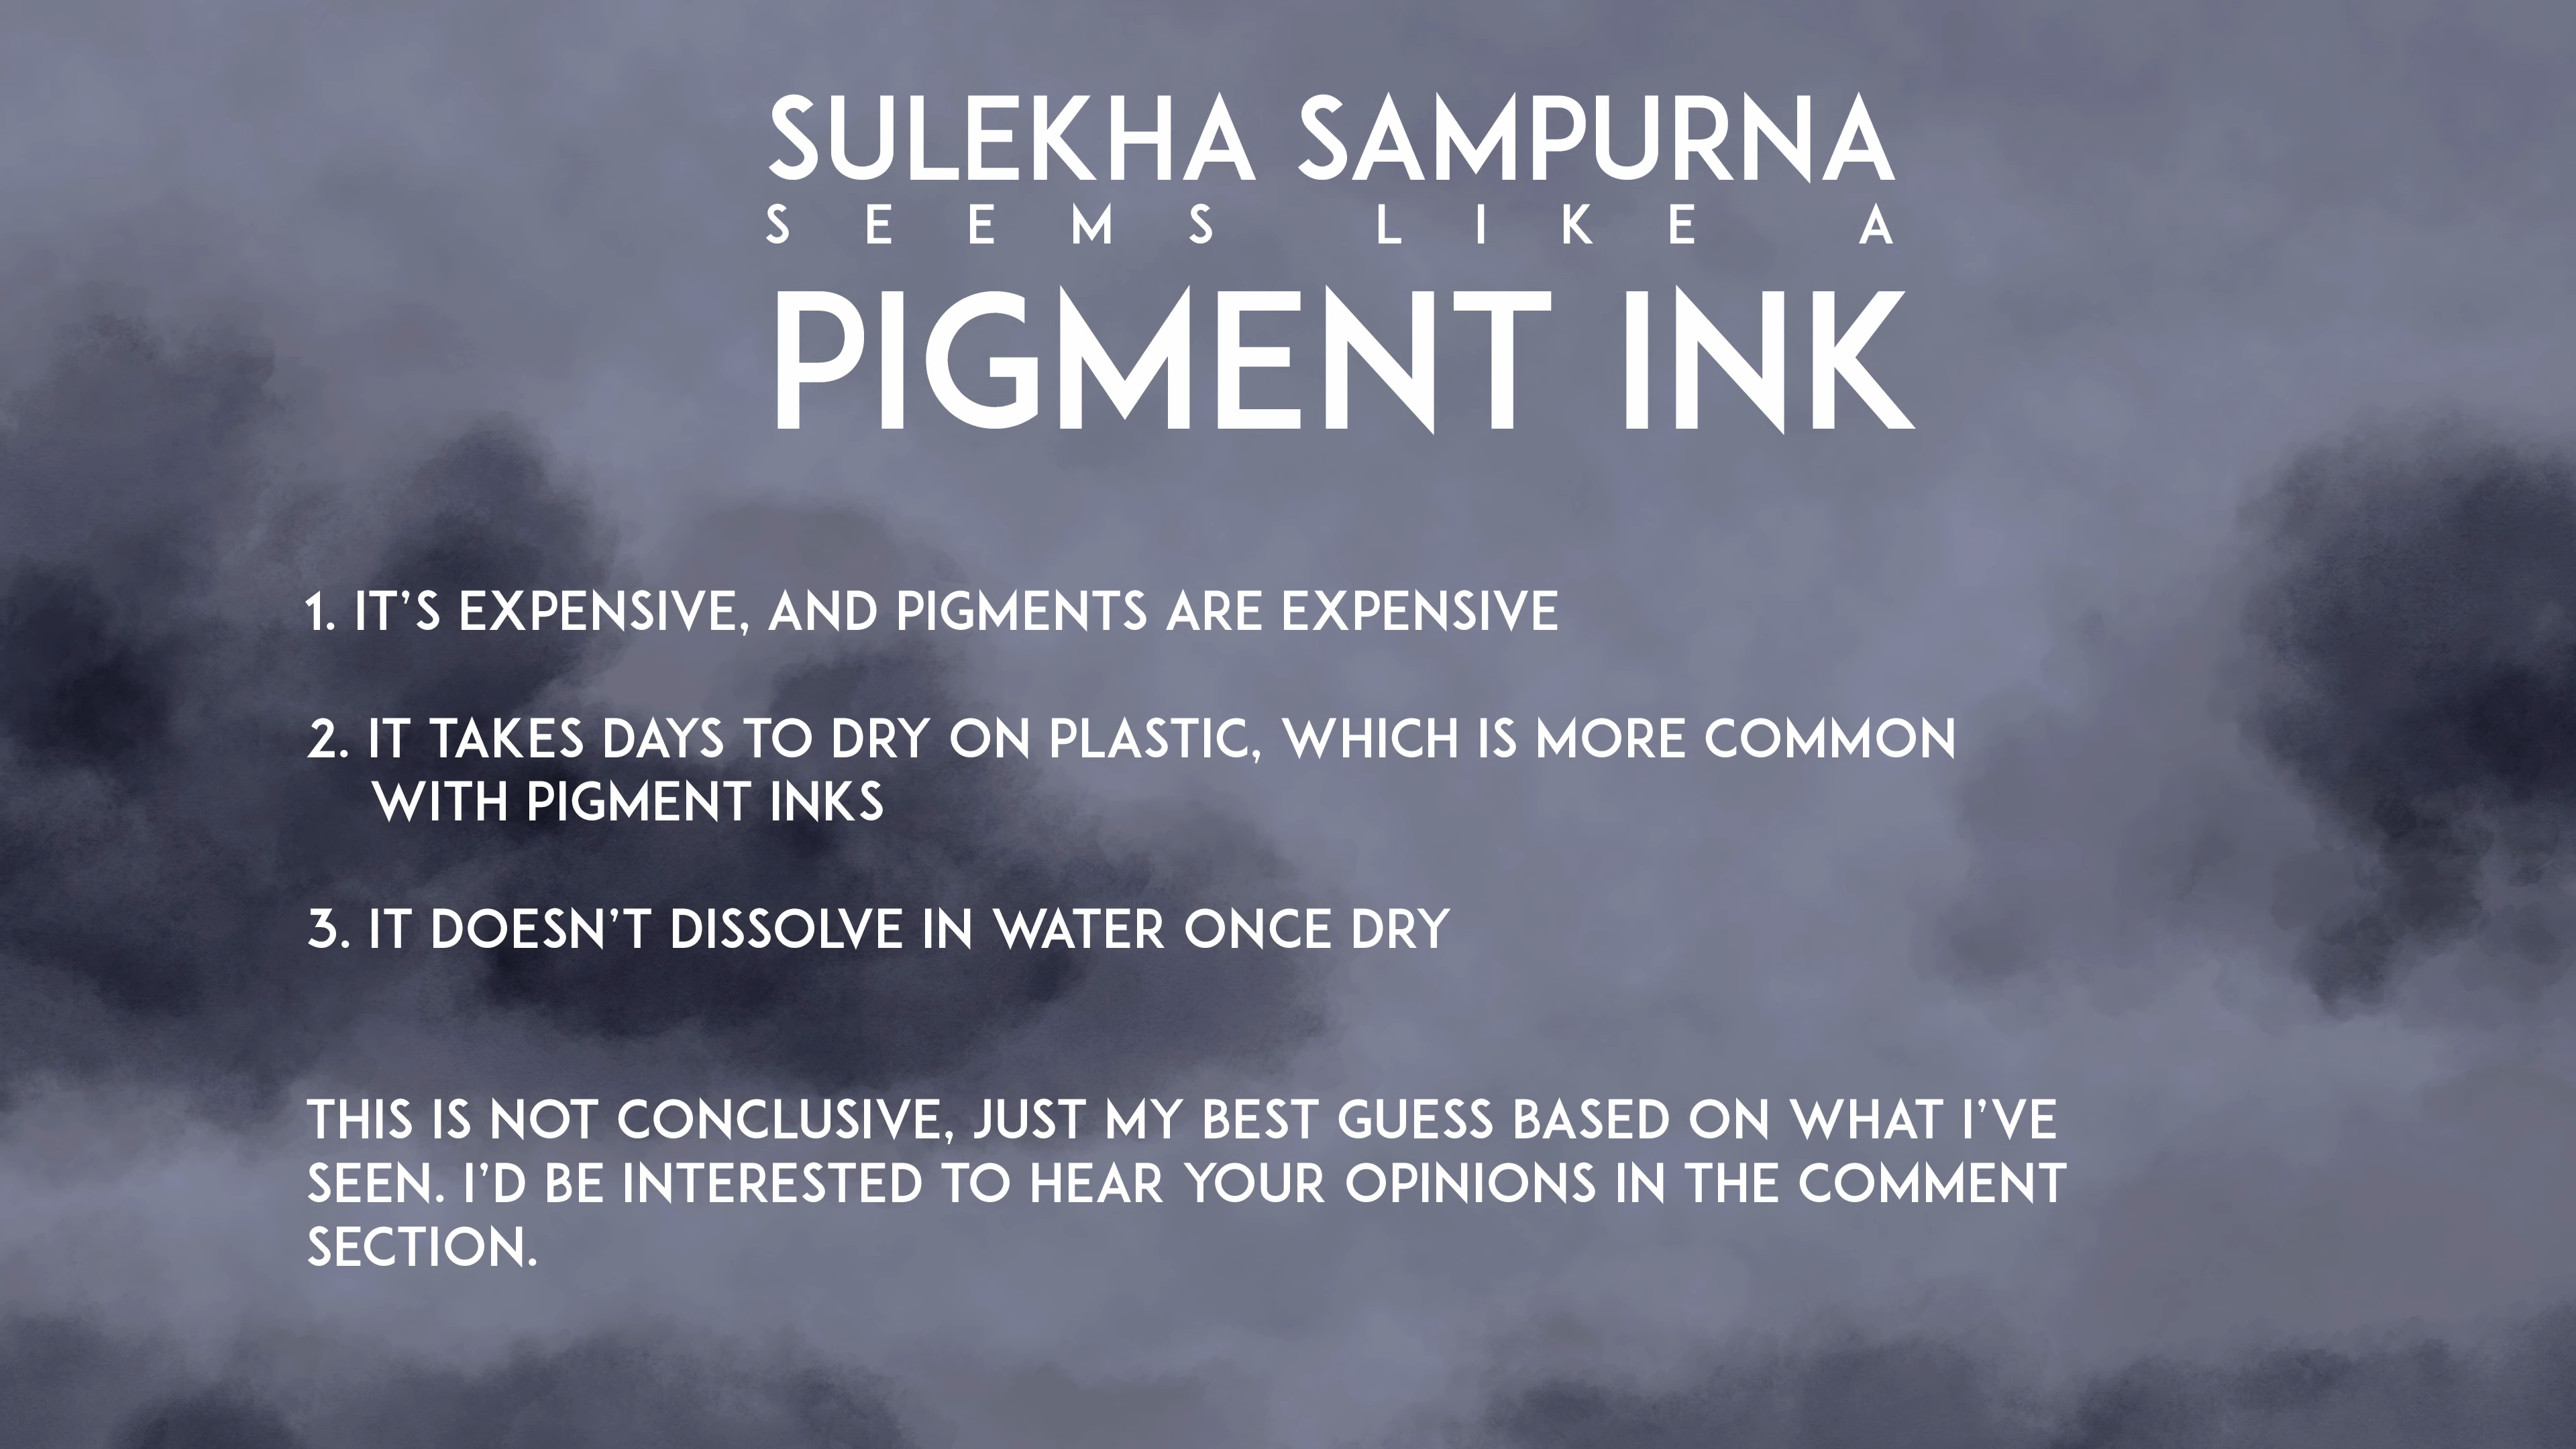 SULEKHA SAMPURNA
SEEMS LIKE A
PIGMENT INK
1. IT'S EXPENSIVE, AND PIGMENTS ARE EXPENSIVE
2. IT TAKES DAYS TO DRY ON PLASTIC, WHICH IS MORE COMMON
WITH PIGMENT INKS
3. IT DOESN'T DISSOLVE IN WATER ONCE DRY
THIS IS NOT CONCLUSIVE, JUST MY BEST GUESS BASED ON WHAT I'VE
SEEN. I'D BE INTERESTED TO HEAR YOUR OPINIONS IN THE COMMENT
SECTION.